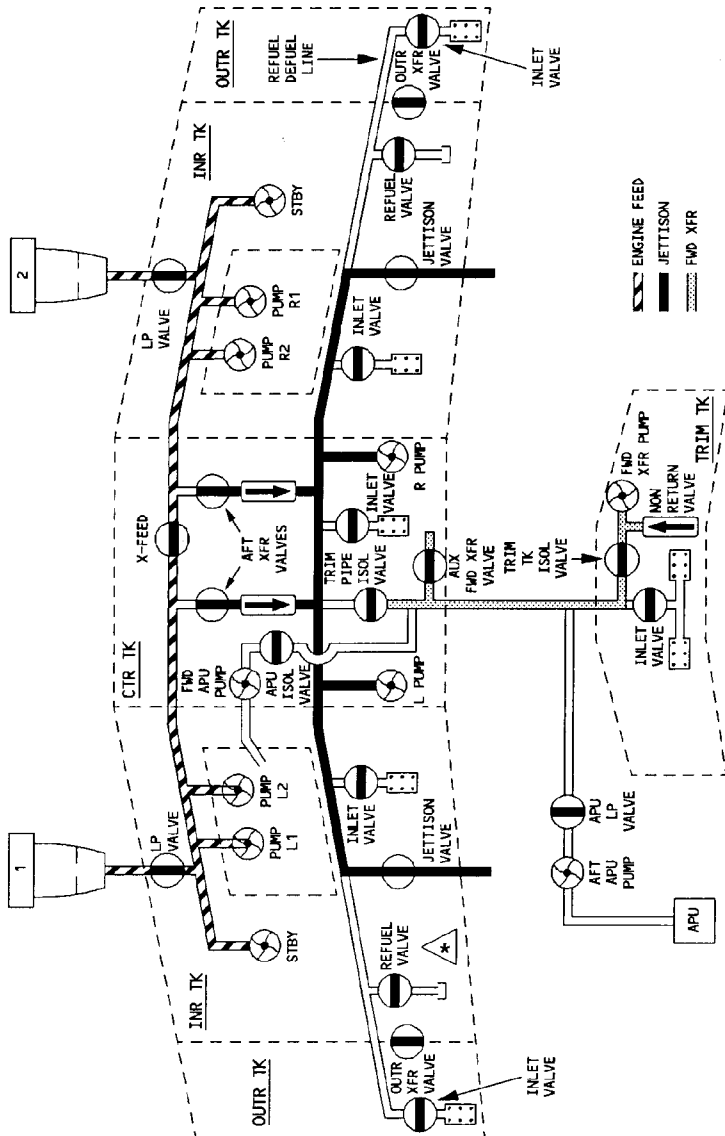 1
2
OUTR TK
INR TK
CTR TK
INR TK
OUTR TK
LP
VALVE
LP
VALVE
X-FEED
STBY
PUMP
L1
PUMP
L2
FWD
APU
PUMP
APU
ISOL
VALVE
AFT
XFR
VALVES
PUMP
R2
PUMP
R1
STBY
REFUEL
DEFUEL
LINE
OUTR
XFR
VALVE
INLET
VALVE
REFUEL
VALVE
*
JETTISON
VALVE
INLET
VALVE
L PUMP
TRIM
PIPE
ISOL
VALVE
INLET
VALVE
R PUMP
INLET
VALVE
JETTISON
VALVE
REFUEL
VALVE
OUTR
XFR
VALVE
INLET
VALVE
AUX
FWD XFR
VALVE
TRIM
TK
ISOL
VALVE
FWD
XFR PUMP
NON
RETURN
VALVE
INLET
VALVE
TRIM TK
APU
LP
VALVE
AFT
APU
PUMP
APU
ENGINE FEED
JETTISON
FWD XFR